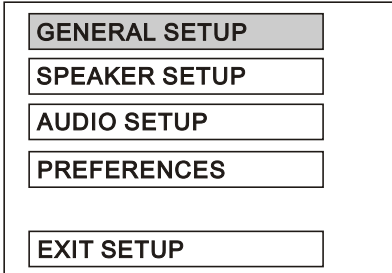 GENERAL SETUP
SPEAKER SETUP
AUDIO SETUP
PREFERENCES
EXIT SETUP